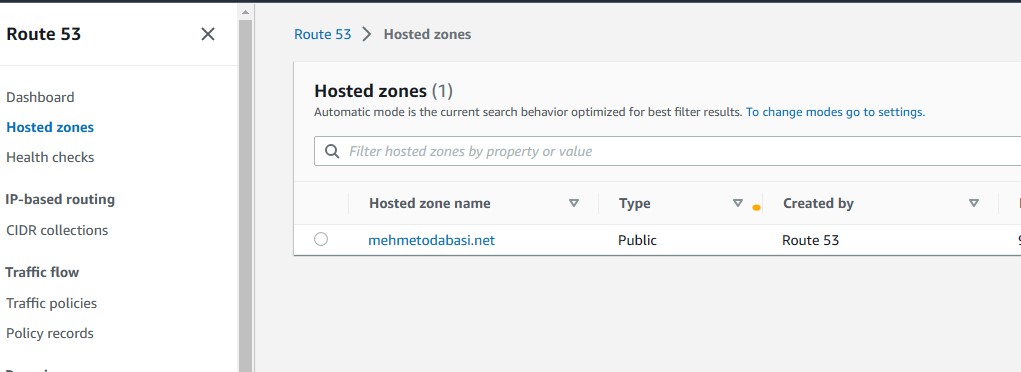 Route 53
Dashboard
Hosted zones
Health checks
IP-based routing
CIDR collections
Traffic flow
Traffic policies
Policy records
Route 53 > Hosted zones
Hosted zones (1)
Automatic mode is the current search behavior optimized for best filter results. To change modes go to settings.
Filter hosted zones by property or value
Hosted zone name Type Created by
mehmetodabasi.net Public Route 53